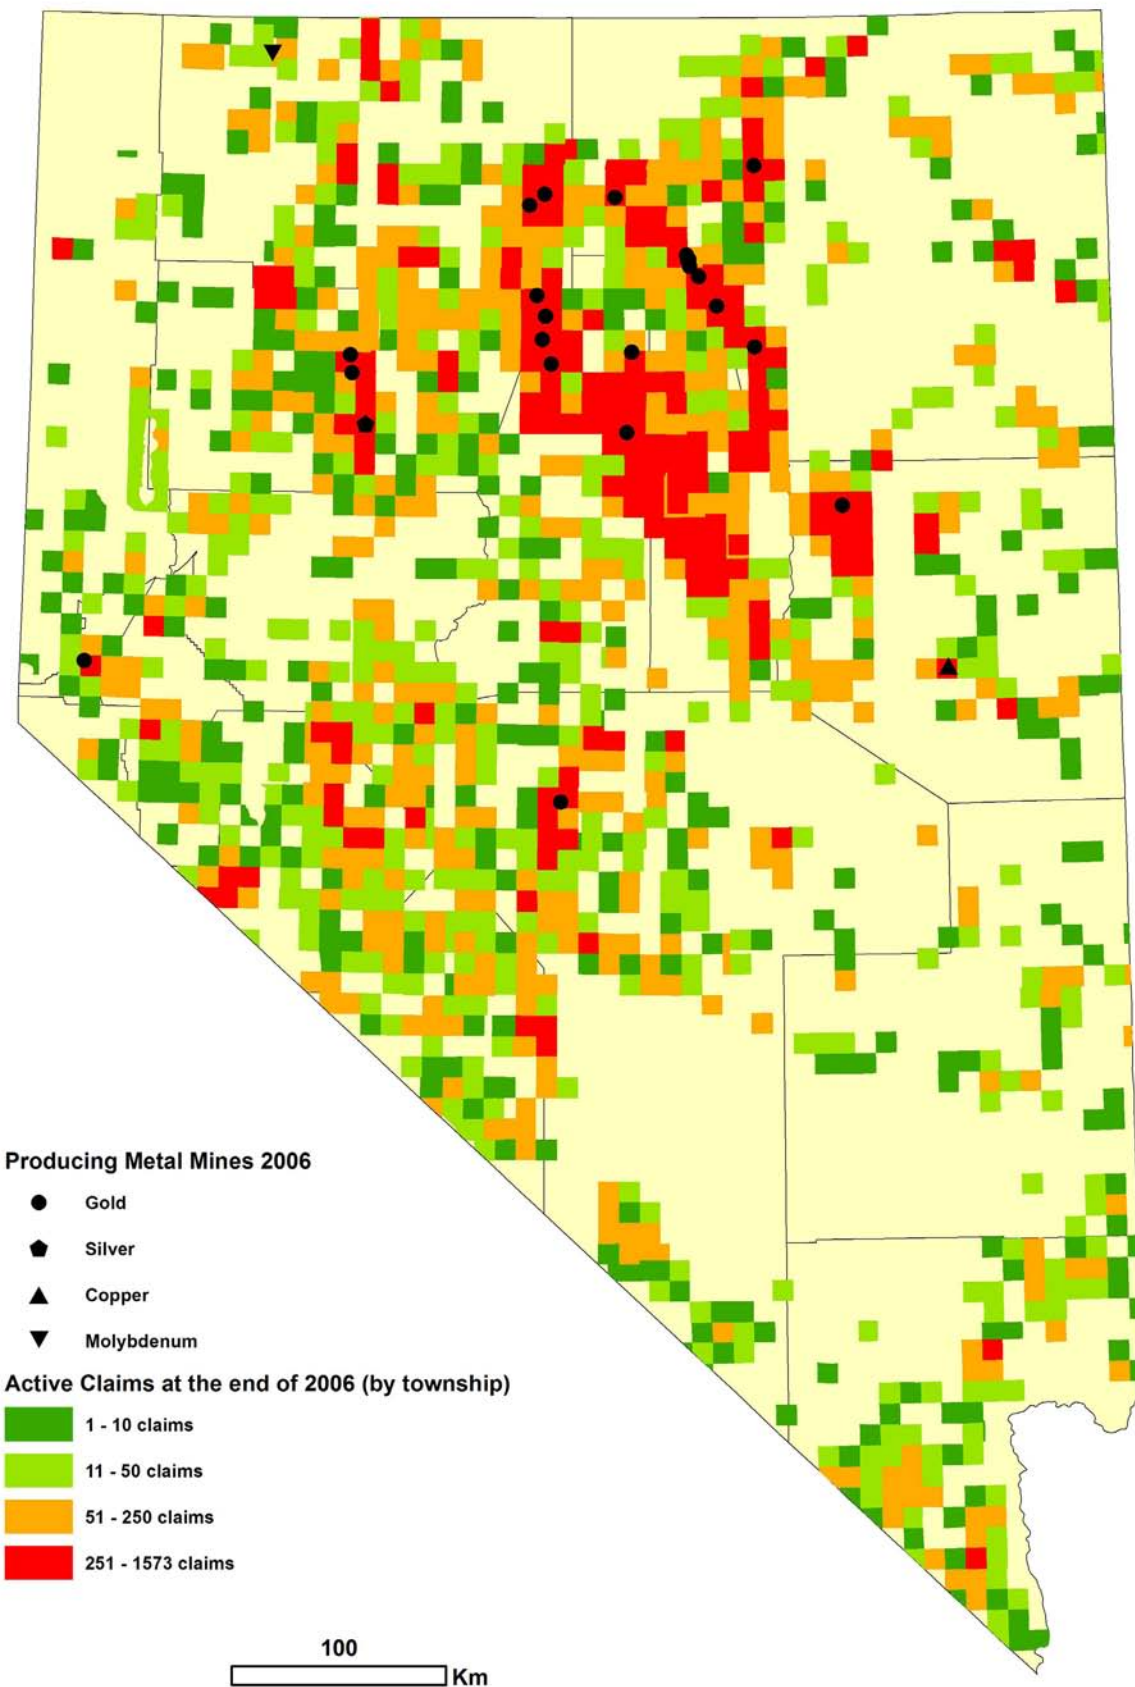 Producing Metal Mines 2006
Gold
Silver
Copper
Molybdenum
Active Claims at the end of 2006 (by township)
1 - 10 claims
11 - 50 claims
51 - 250 claims
251 - 1573 claims
100
Km